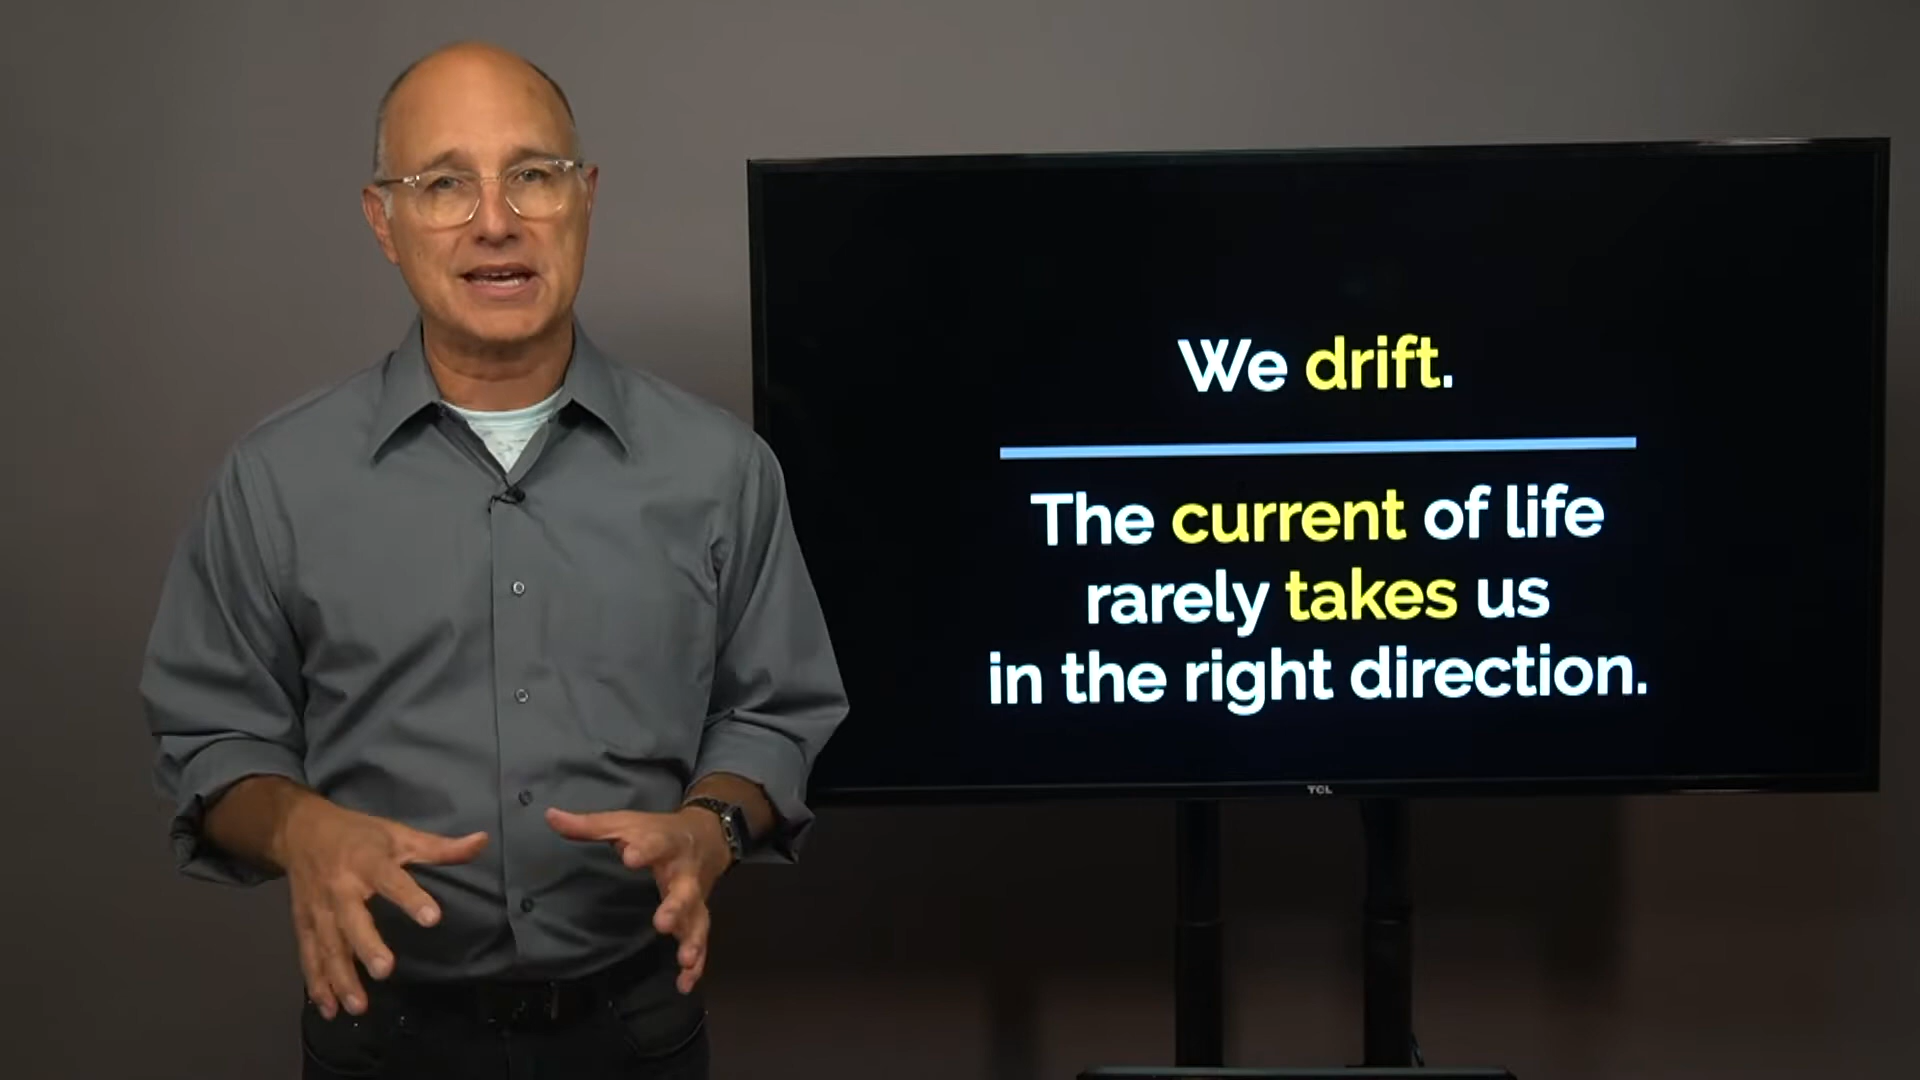 We drift.
The current of life
rarely takes us
in the right direction.
TCL